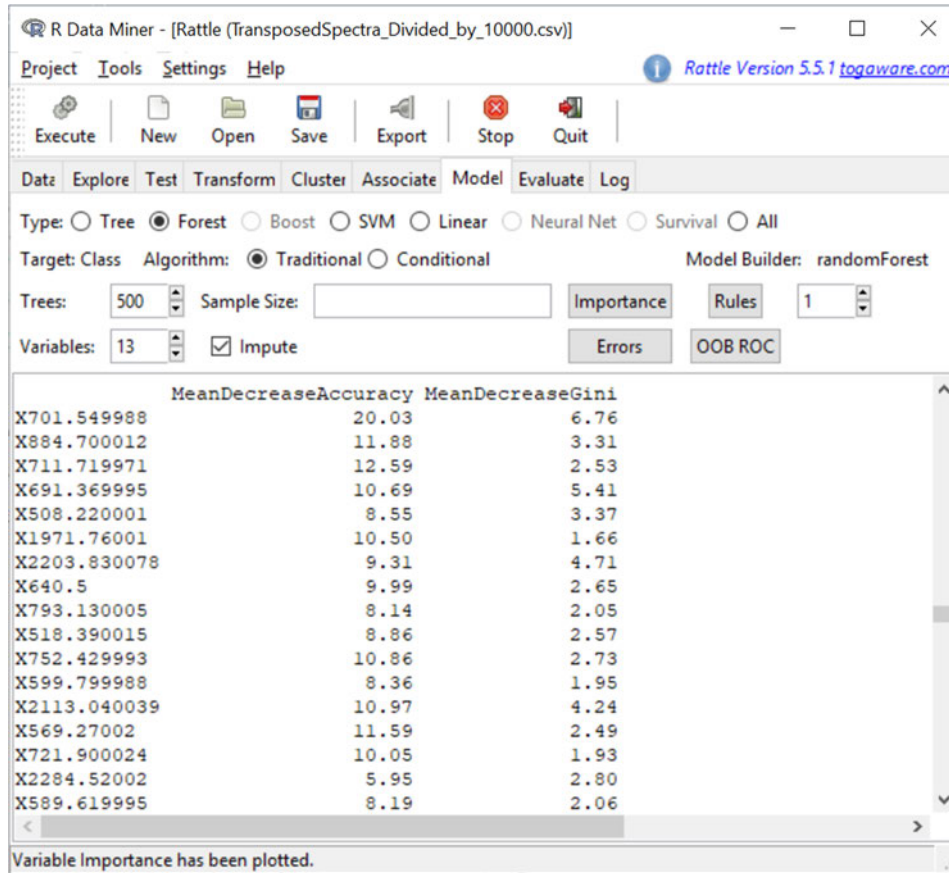 R Data Miner - [Rattle (TransposedSpectra_Divided_by_10000.csv)]
Project Tools Settings Help Rattle Version 5.5.1 togaware.com
Execute New Open Save Export Stop Quit
Data Explore Test Transform Cluster Associate Model Evaluate Log
Type: Tree Forest Boost SVM Linear Neural Net Survival All
Target: Class Algorithm: Traditional Conditional Model Builder: randomForest
Trees: 500 Sample Size: Importance Rules 1
Variables: 13 Impute Errors OOB ROC
MeanDecreaseAccuracy MeanDecreaseGini
X701.549988 20.03 6.76
X884.700012 11.88 3.31
X711.719971 12.59 2.53
X691.369995 10.69 5.41
X508.220001 8.55 3.37
X1971.76001 10.50 1.66
X2203.830078 9.31 4.71
X640.5 9.99 2.65
X793.130005 8.14 2.05
X518.390015 8.86 2.57
X752.429993 10.86 2.73
X599.799988 8.36 1.95
X2113.040039 10.97 4.24
X569.27002 11.59 2.49
X721.900024 10.05 1.93
X2284.52002 5.95 2.80
X589.619995 8.19 2.06
Variable Importance has been plotted.